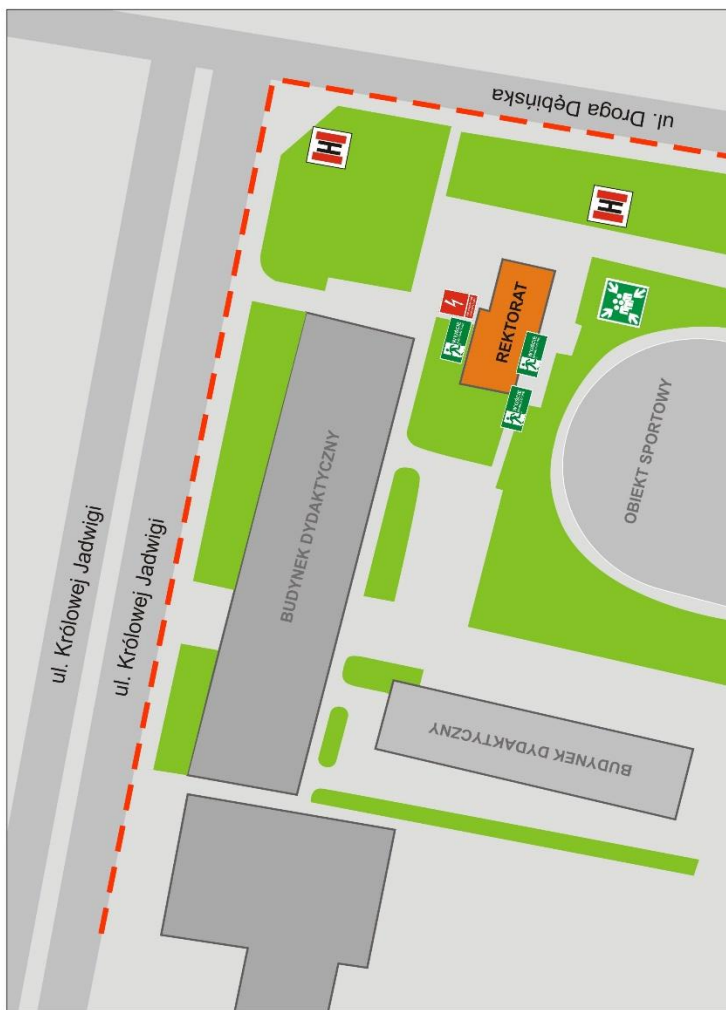 ul. Droga Dębińska
H
H
REKTORAT
BUDYNEK DYDAKTYCZNY
OBIEKT SPORTOWY
ul. Królowej Jadwigi
ul. Królowej Jadwigi
BUDYNEK DYDAKTYCZNY